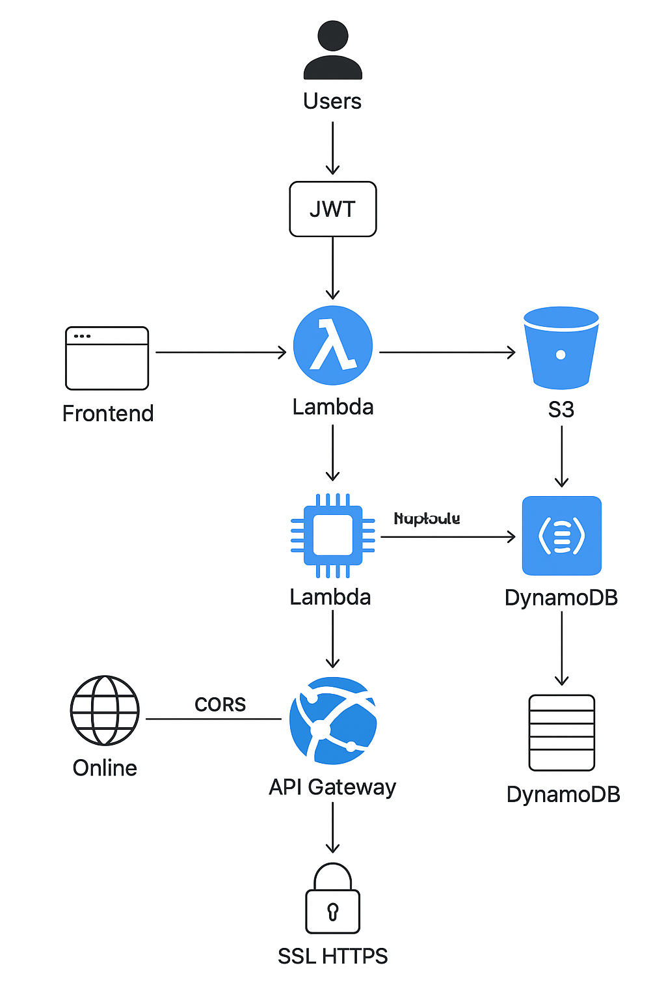 Users
JWT
Frontend
Lambda
S3
Lambda
DynamoDB
Online
CORS
API Gateway
DynamoDB
SSL HTTPS